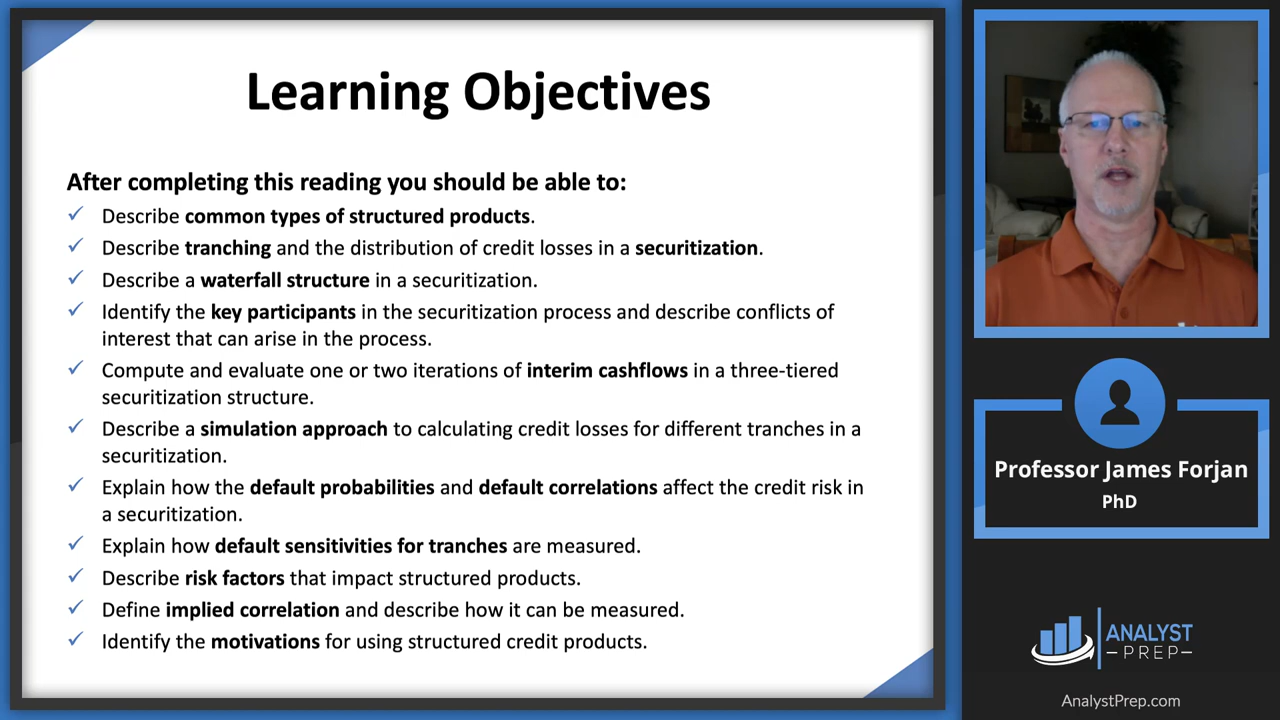 Learning Objectives
After completing this reading you should be able to:
✓ Describe common types of structured products.
✓ Describe tranching and the distribution of credit losses in a securitization.
✓ Describe a waterfall structure in a securitization.
✓ Identify the key participants in the securitization process and describe conflicts of
interest that can arise in the process.
✓ Compute and evaluate one or two iterations of interim cashflows in a three-tiered
securitization structure.
✓ Describe a simulation approach to calculating credit losses for different tranches in a
securitization.
✓ Explain how the default probabilities and default correlations affect the credit risk in
a securitization.
✓ Explain how default sensitivities for tranches are measured.
✓ Describe risk factors that impact structured products.
✓ Define implied correlation and describe how it can be measured.
✓ Identify the motivations for using structured credit products.
Professor James Forjan
PhD
ANALYST
PREP
AnalystPrep.com